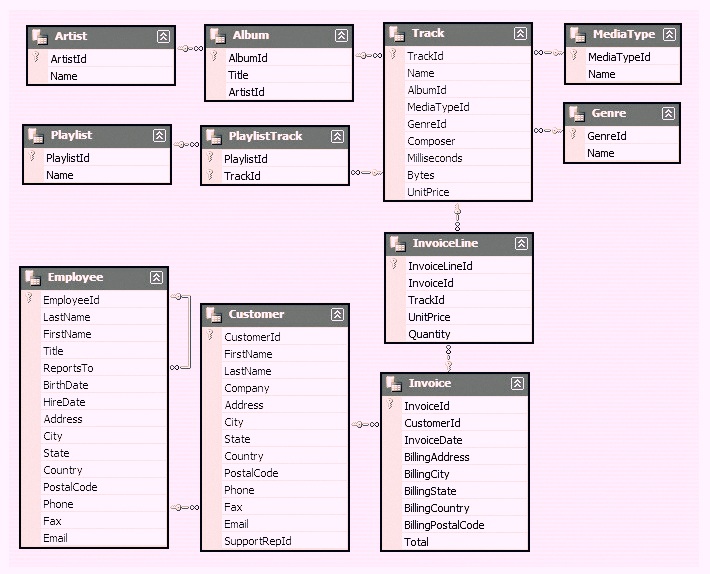 Artist
ArtistId
Name
Album
AlbumId
Title
ArtistId
Track
TrackId
Name
AlbumId
MediaTypeId
GenreId
Composer
Milliseconds
Bytes
UnitPrice
MediaType
MediaTypeId
Name
Genre
GenreId
Name
Playlist
PlaylistId
Name
PlaylistTrack
PlaylistId
TrackId
InvoiceLine
InvoiceLineId
InvoiceId
TrackId
UnitPrice
Quantity
Employee
EmployeeId
LastName
FirstName
Title
ReportsTo
BirthDate
HireDate
Address
City
State
Country
PostalCode
Phone
Fax
Email
Customer
CustomerId
FirstName
LastName
Company
Address
City
State
Country
PostalCode
Phone
Fax
Email
SupportRepId
Invoice
InvoiceId
CustomerId
InvoiceDate
BillingAddress
BillingCity
BillingState
BillingCountry
BillingPostalCode
Total